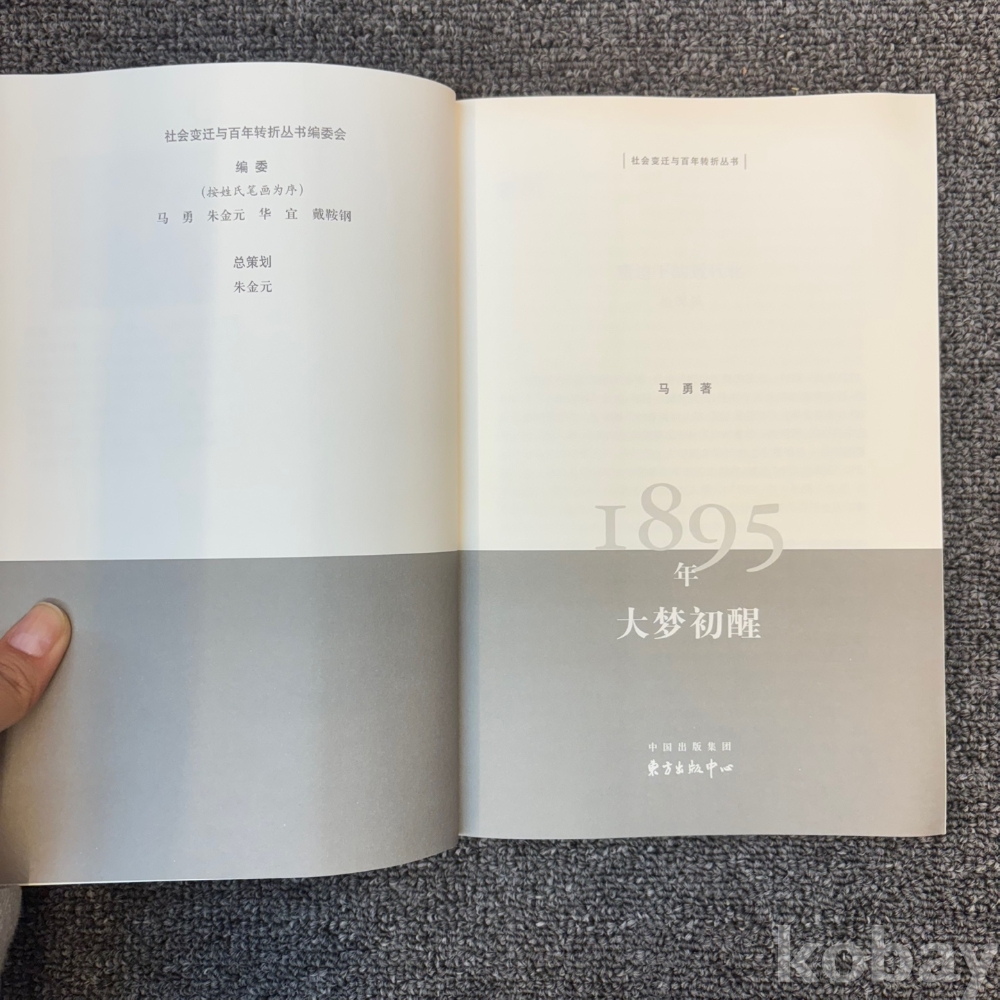 社会变迁与百年转折丛书编委会
编 委
（按姓氏笔画为序）
马 勇 朱金元 华 宜 戴鞍钢
总策划
朱金元
社会变迁与百年转折丛书
马 勇 著
1895
年
大梦初醒
中国出版集团
東方出版中心
kobay